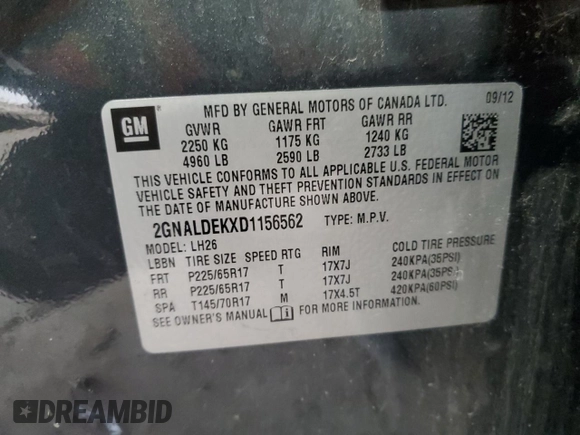 GM
MFD BY GENERAL MOTORS OF CANADA LTD. 09/12
GVWR GAWR FRT GAWR RR
2250 KG 1175 KG 1240 KG
4960 LB 2590 LB 2733 LB
THIS VEHICLE CONFORMS TO ALL APPLICABLE U.S. FEDERAL MOTOR
VEHICLE SAFETY AND THEFT PREVENTION STANDARDS IN EFFECT ON
THE DATE OF MANUFACTURE SHOWN ABOVE.
2GNALDEKXD1156562 TYPE: M.P.V.
MODEL: LH26
LBBN TIRE SIZE SPEED RTG RIM COLD TIRE PRESSURE
FRT P225/65R17 T 17X7J 240KPA(35PSI)
RR P225/65R17 T 17X7J 240KPA(35PSI)
SPA T145/70R17 M 17X4.5T 420KPA(60PSI)
SEE OWNER'S MANUAL FOR MORE INFORMATION.
DREAMBID